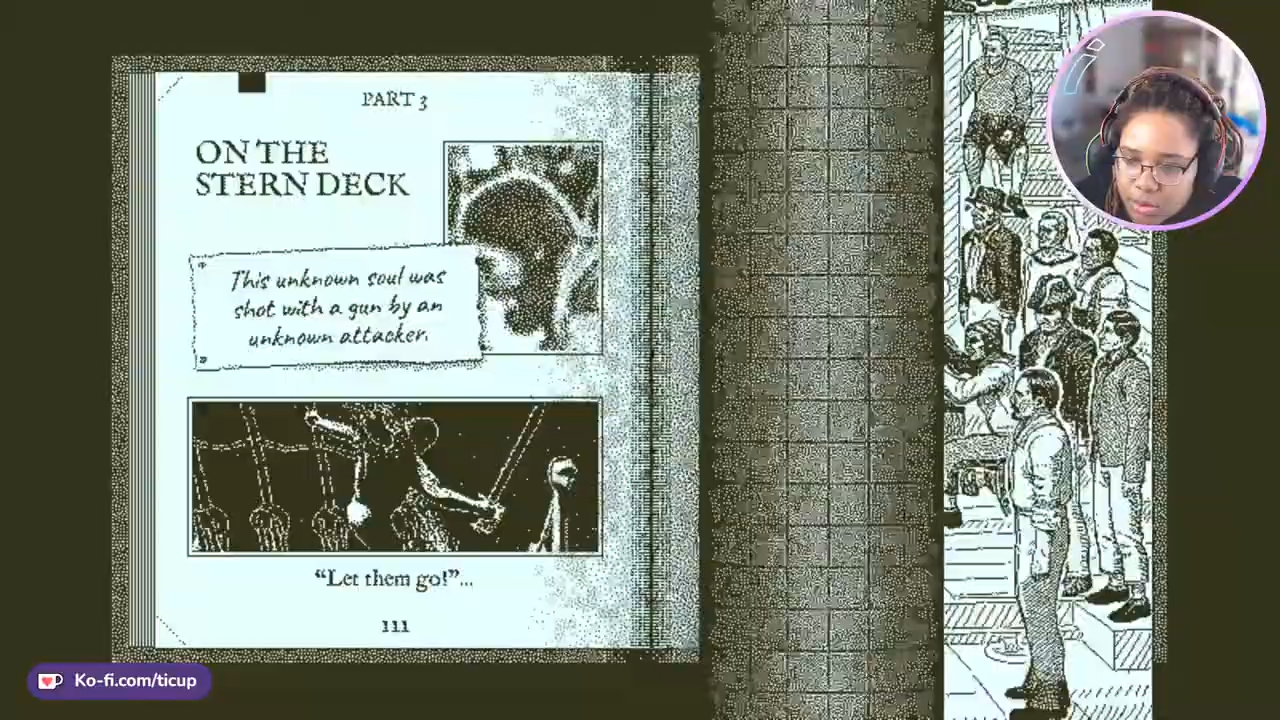 PART 3
ON THE
STERN DECK
This unknown soul was
shot with a gun by an
unknown attacker.
“Let them go!”...
111
Ko-fi.com/ticup